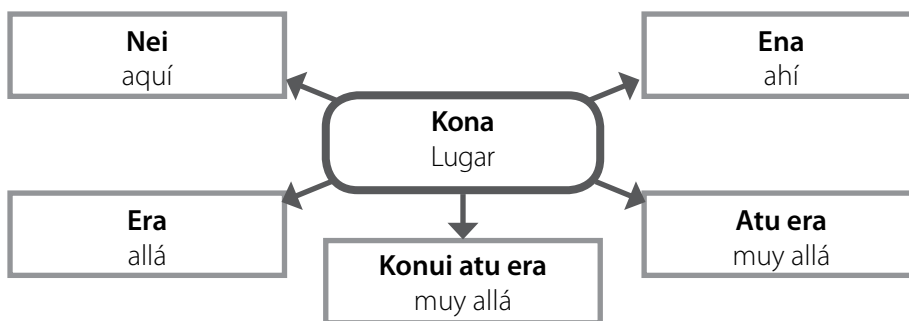 Nei
aquí
Ena
ahí
Kona
Lugar
Era
allá
Atu era
muy allá
Konui atu era
muy allá